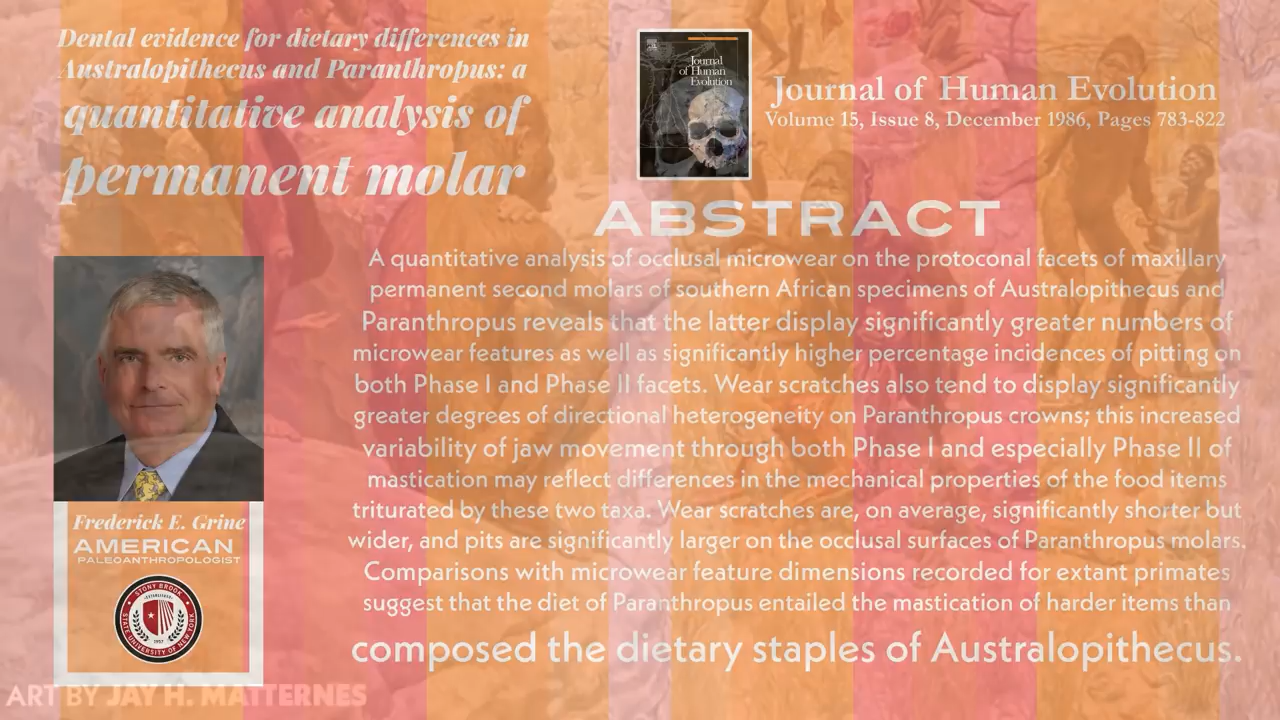 Dental evidence for dietary differences in
Australopithecus and Paranthropus: a
quantitative analysis of
permanent molar
Journal
of Human
Evolution
Journal of Human Evolution
Volume 15, Issue 8, December 1986, Pages 783-822
ABSTRACT
A quantitative analysis of occlusal microwear on the protoconal facets of maxillary
permanent second molars of southern African specimens of Australopithecus and
Paranthropus reveals that the latter display significantly greater numbers of
microwear features as well as significantly higher percentage incidences of pitting on
both Phase I and Phase II facets. Wear scratches also tend to display significantly
greater degrees of directional heterogeneity on Paranthropus crowns; this increased
variability of jaw movement through both Phase I and especially Phase II of
mastication may reflect differences in the mechanical properties of the food items
triturated by these two taxa. Wear scratches are, on average, significantly shorter but
wider, and pits are significantly larger on the occlusal surfaces of Paranthropus molars.
Comparisons with microwear feature dimensions recorded for extant primates
suggest that the diet of Paranthropus entailed the mastication of harder items than
composed the dietary staples of Australopithecus.
Frederick E. Grine
AMERICAN
PALEOANTHROPOLOGIST
STONY BROOK
STATE UNIVERSITY OF NEW YORK
1957
ART BY JAY H. MATTERNES